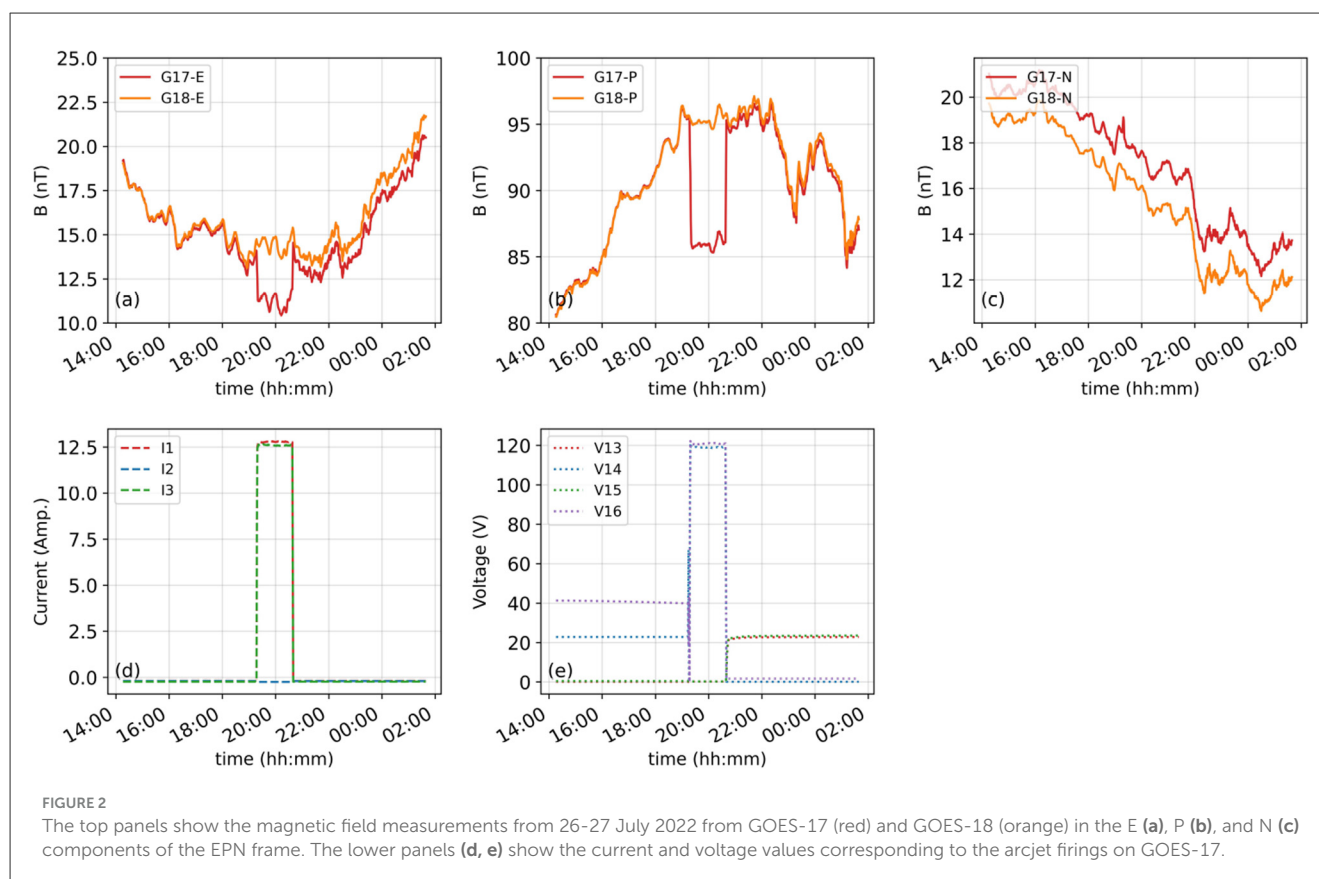 25.0
22.5
20.0
17.5
15.0
12.5
10.0
B (nT)
G17-E
G18-E
(a)
14:00
16:00
18:00
20:00
22:00
00:00
02:00
time (hh:mm)
100
95
90
85
80
B (nT)
G17-P
G18-P
(b)
14:00
16:00
18:00
20:00
22:00
00:00
02:00
time (hh:mm)
20
18
16
14
12
B (nT)
G17-N
G18-N
(c)
14:00
16:00
18:00
20:00
22:00
00:00
02:00
time (hh:mm)
12.5
10.0
7.5
5.0
2.5
0.0
Current (Amp.)
I1
I2
I3
(d)
14:00
16:00
18:00
20:00
22:00
00:00
02:00
time (hh:mm)
120
100
80
60
40
20
0
Voltage (V)
V13
V14
V15
V16
(e)
14:00
16:00
18:00
20:00
22:00
00:00
02:00
time (hh:mm)
FIGURE 2
The top panels show the magnetic field measurements from 26-27 July 2022 from GOES-17 (red) and GOES-18 (orange) in the E (a), P (b), and N (c)
components of the EPN frame. The lower panels (d, e) show the current and voltage values corresponding to the arcjet firings on GOES-17.